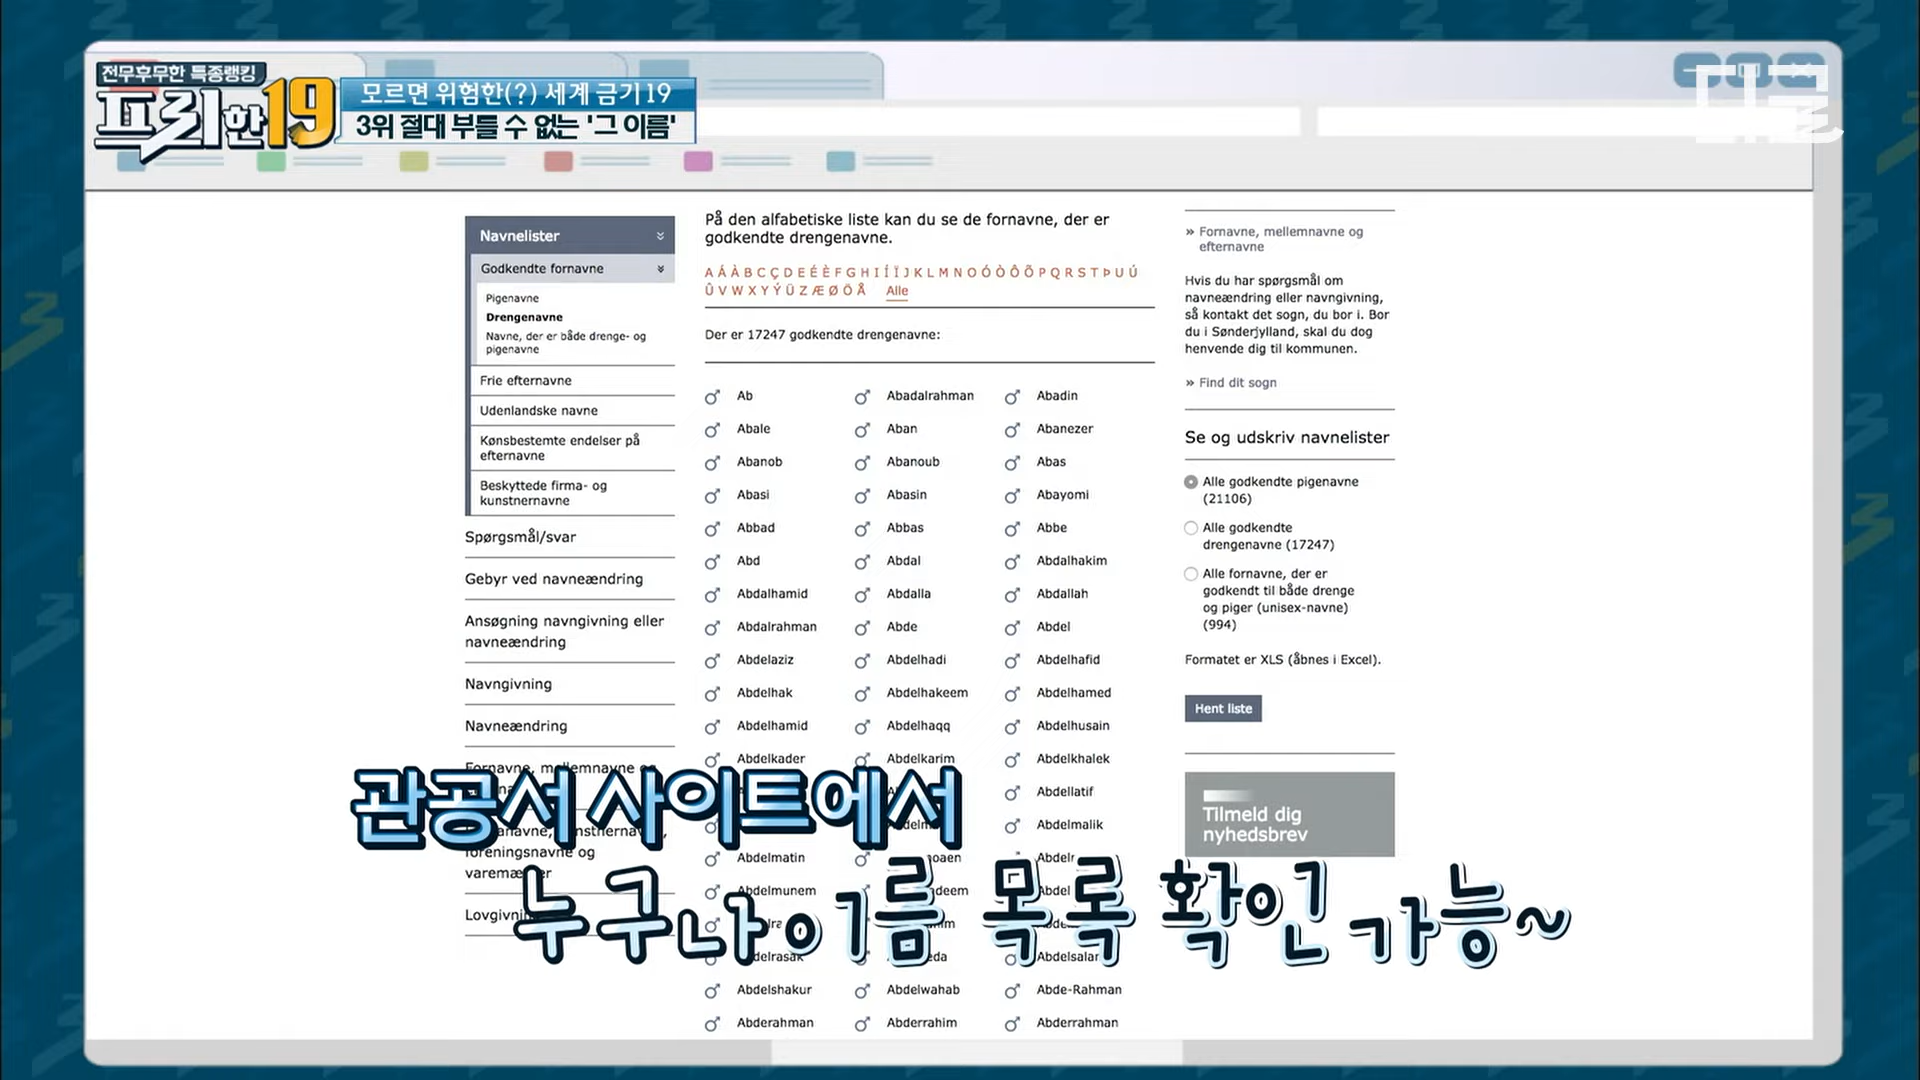 전무후무한 특종랭킹
프리한19
모르면 위험한(?) 세계 금기 19
3위 절대 부틀 수 없는 '그 이름'
Navnelister
Godkendte fornavne
Pigenavne
Drengenavne
Navne, der er både drenge- og
pigenavne
Frie efternavne
Udenlandske navne
Kønsbestemte endelser på
efternavne
Beskyttede firma- og
kunstnernavne
Spørgsmål/svar
Gebyr ved navneændring
Ansøgning navngivning eller
navneændring
Navngivning
Navneændring
Fornavne, mellemnavne og
foreningsnavne og
Lovgivning
På den alfabetiske liste kan du se de fornavne, der er
godkendte drengenavne.
A Á À B C Ç D E É È F G H I Í Ï J K L M N O Ó Ò Ô Õ P Q R S T Þ U Ú
Û V W X Y Ý Ü Z Æ Ø Ö Å Alle
Der er 17247 godkendte drengenavne:
Ab Abadalrahman Abadin
Abale Aban Abanezer
Abanob Abanoub Abas
Abasi Abasin Abayomi
Abbad Abbas Abbe
Abd Abdal Abdalhakim
Abdalhamid Abdalla Abdallah
Abdalrahman Abde Abdel
Abdelaziz Abdelhadi Abdelhafid
Abdelhak Abdelhakeem Abdelhamed
Abdelhamid Abdelhaqq Abdelhusain
Abdelkader Abdelkarim Abdelkhalek
Abdellatif
Abdelmalik
Abdelmatin
Abdelmunem
Abdelrasak Abdelsalam
Abdelshakur Abdelwahab Abde-Rahman
Abderahman Abderrahim Abderrahman
» Fornavne, mellemnavne og
efternavne
Hvis du har spørgsmål om
navneændring eller navngivning,
så kontakt det sogn, du bor i. Bor
du i Sønderjylland, skal du dog
henvende dig til kommunen.
» Find dit sogn
Se og udskriv navnelister
Alle godkendte pigenavne
(21106)
Alle godkendte
drengenavne (17247)
Alle fornavne, der er
godkendt til både drenge
og piger (unisex-navne)
(994)
Formatet er XLS (åbnes i Excel).
Hent liste
Tilmeld dig
nyhedsbrev
관공서 사이트에서
누구나 이름 목록 확인 가능~